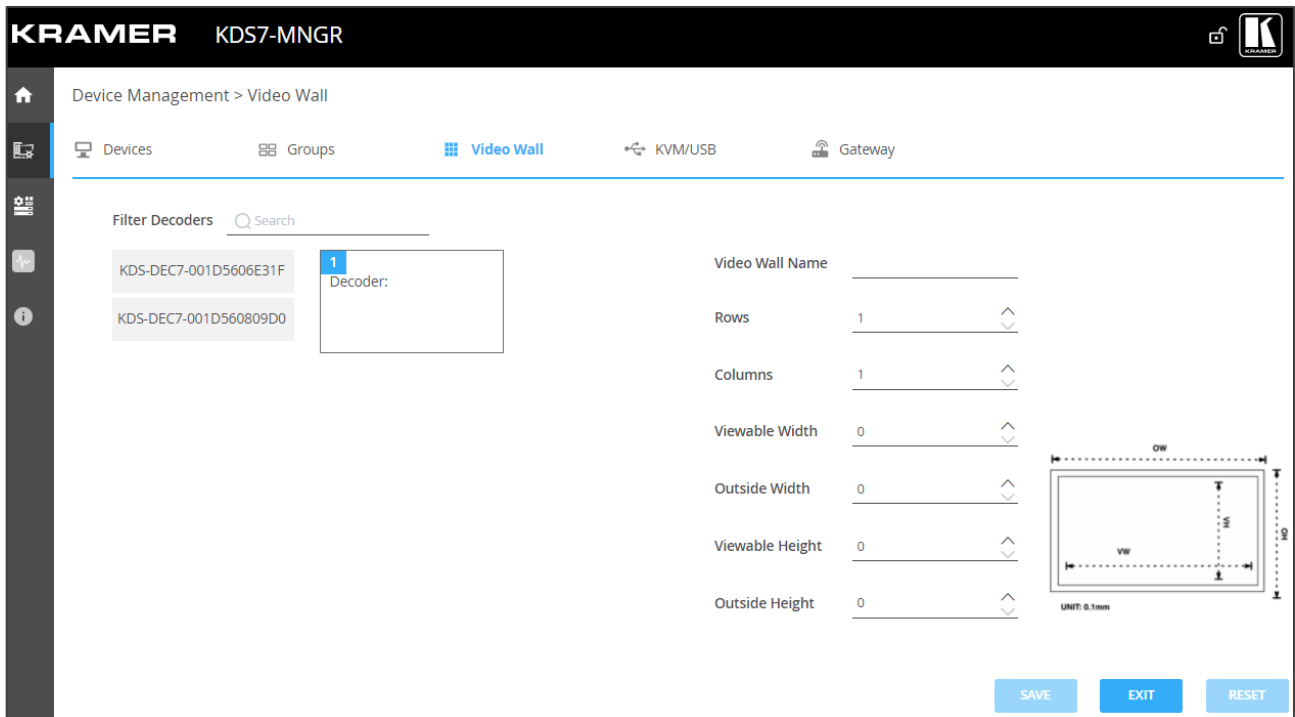 KRAMER KDS7-MNGR
KRAMER
Device Management > Video Wall
Devices Groups Video Wall KVM/USB Gateway
Filter Decoders Search
KDS-DEC7-001D5606E31F
KDS-DEC7-001D560809D0
1
Decoder:
Video Wall Name
Rows 1
Columns 1
Viewable Width 0
Outside Width 0
Viewable Height 0
Outside Height 0
OW
VH
OH
VW
UNIT: 0.1mm
SAVE EXIT RESET